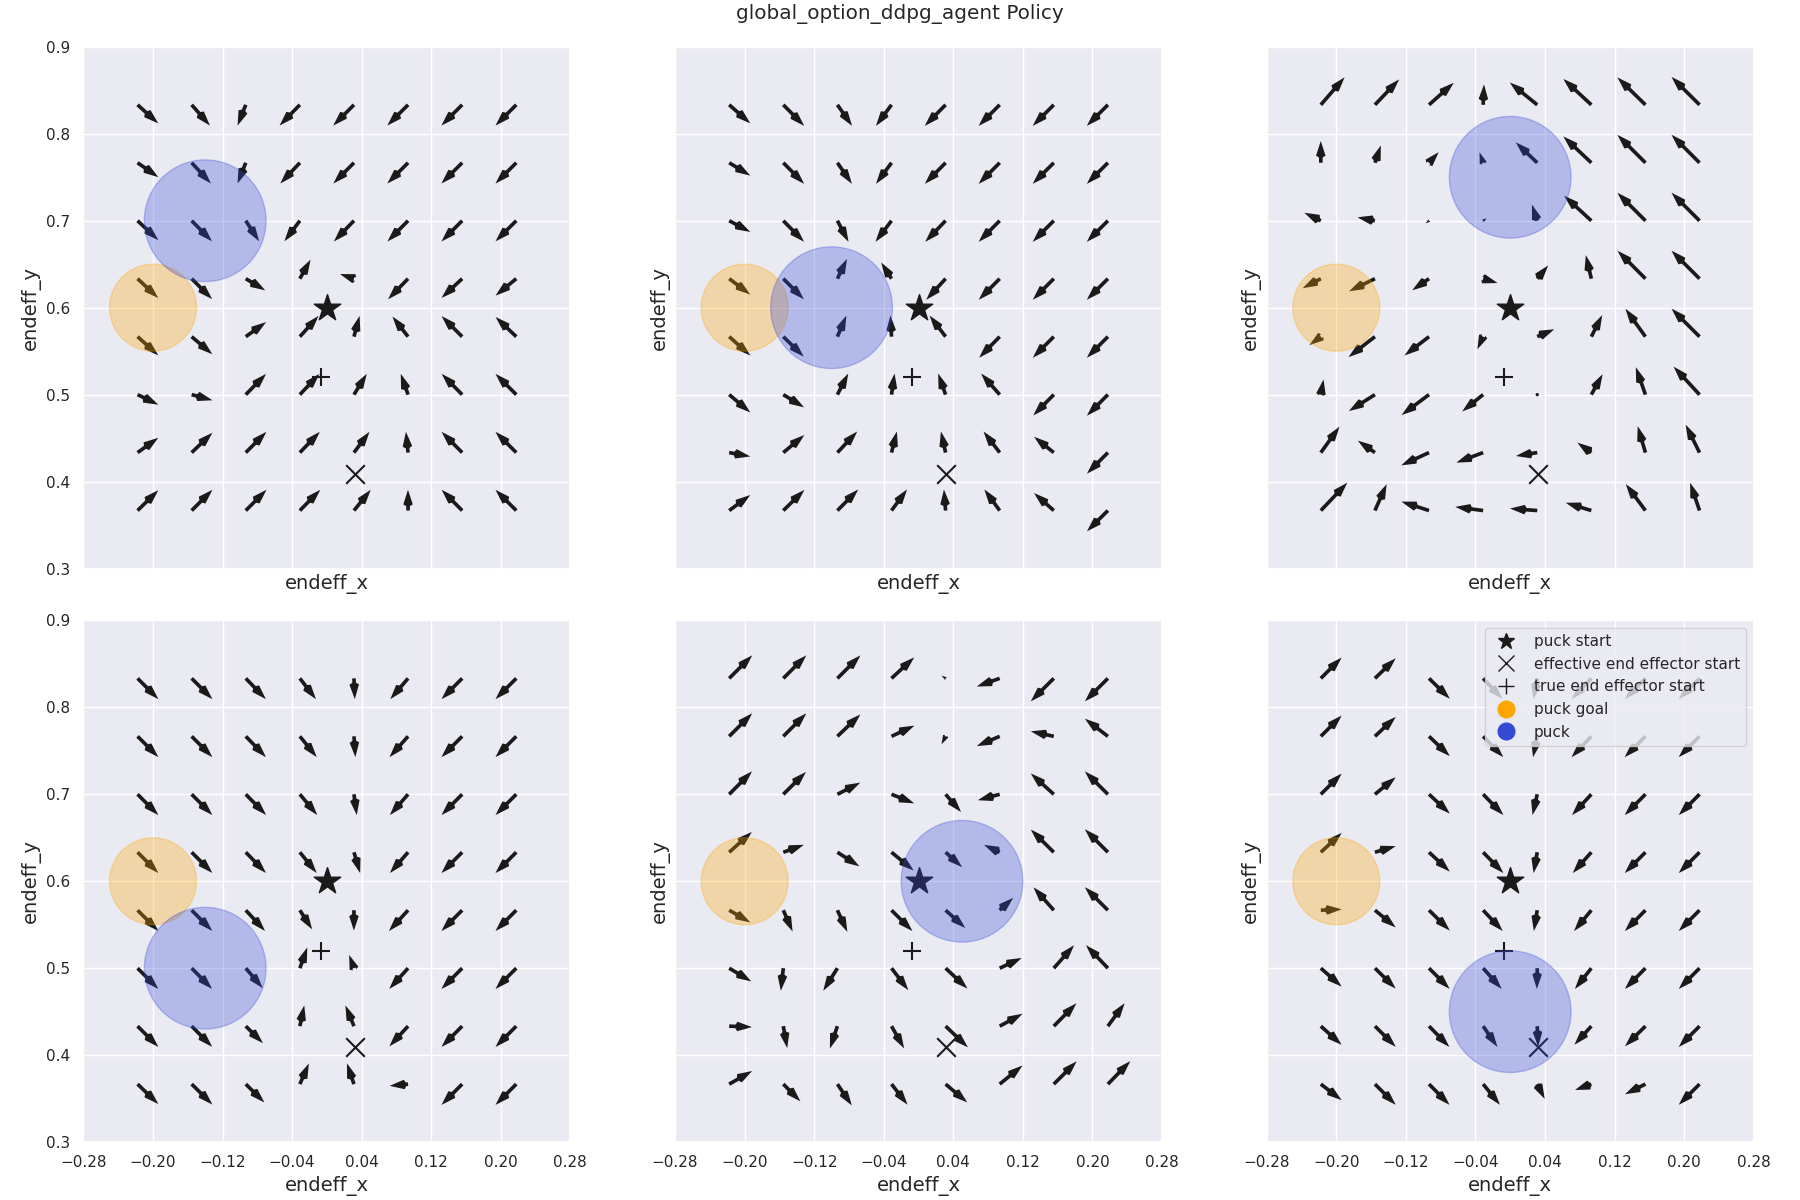 global_option_ddpg_agent Policy
0.9
0.8
0.7
0.6
0.5
0.4
0.3
endeff_y
endeff_x
endeff_y
endeff_x
endeff_y
endeff_x
0.9
0.8
0.7
0.6
0.5
0.4
0.3
endeff_y
−0.28 −0.20 −0.12 −0.04 0.04 0.12 0.20 0.28
endeff_x
endeff_y
−0.28 −0.20 −0.12 −0.04 0.04 0.12 0.20 0.28
endeff_x
puck start
effective end effector start
true end effector start
puck goal
puck
endeff_y
−0.28 −0.20 −0.12 −0.04 0.04 0.12 0.20 0.28
endeff_x